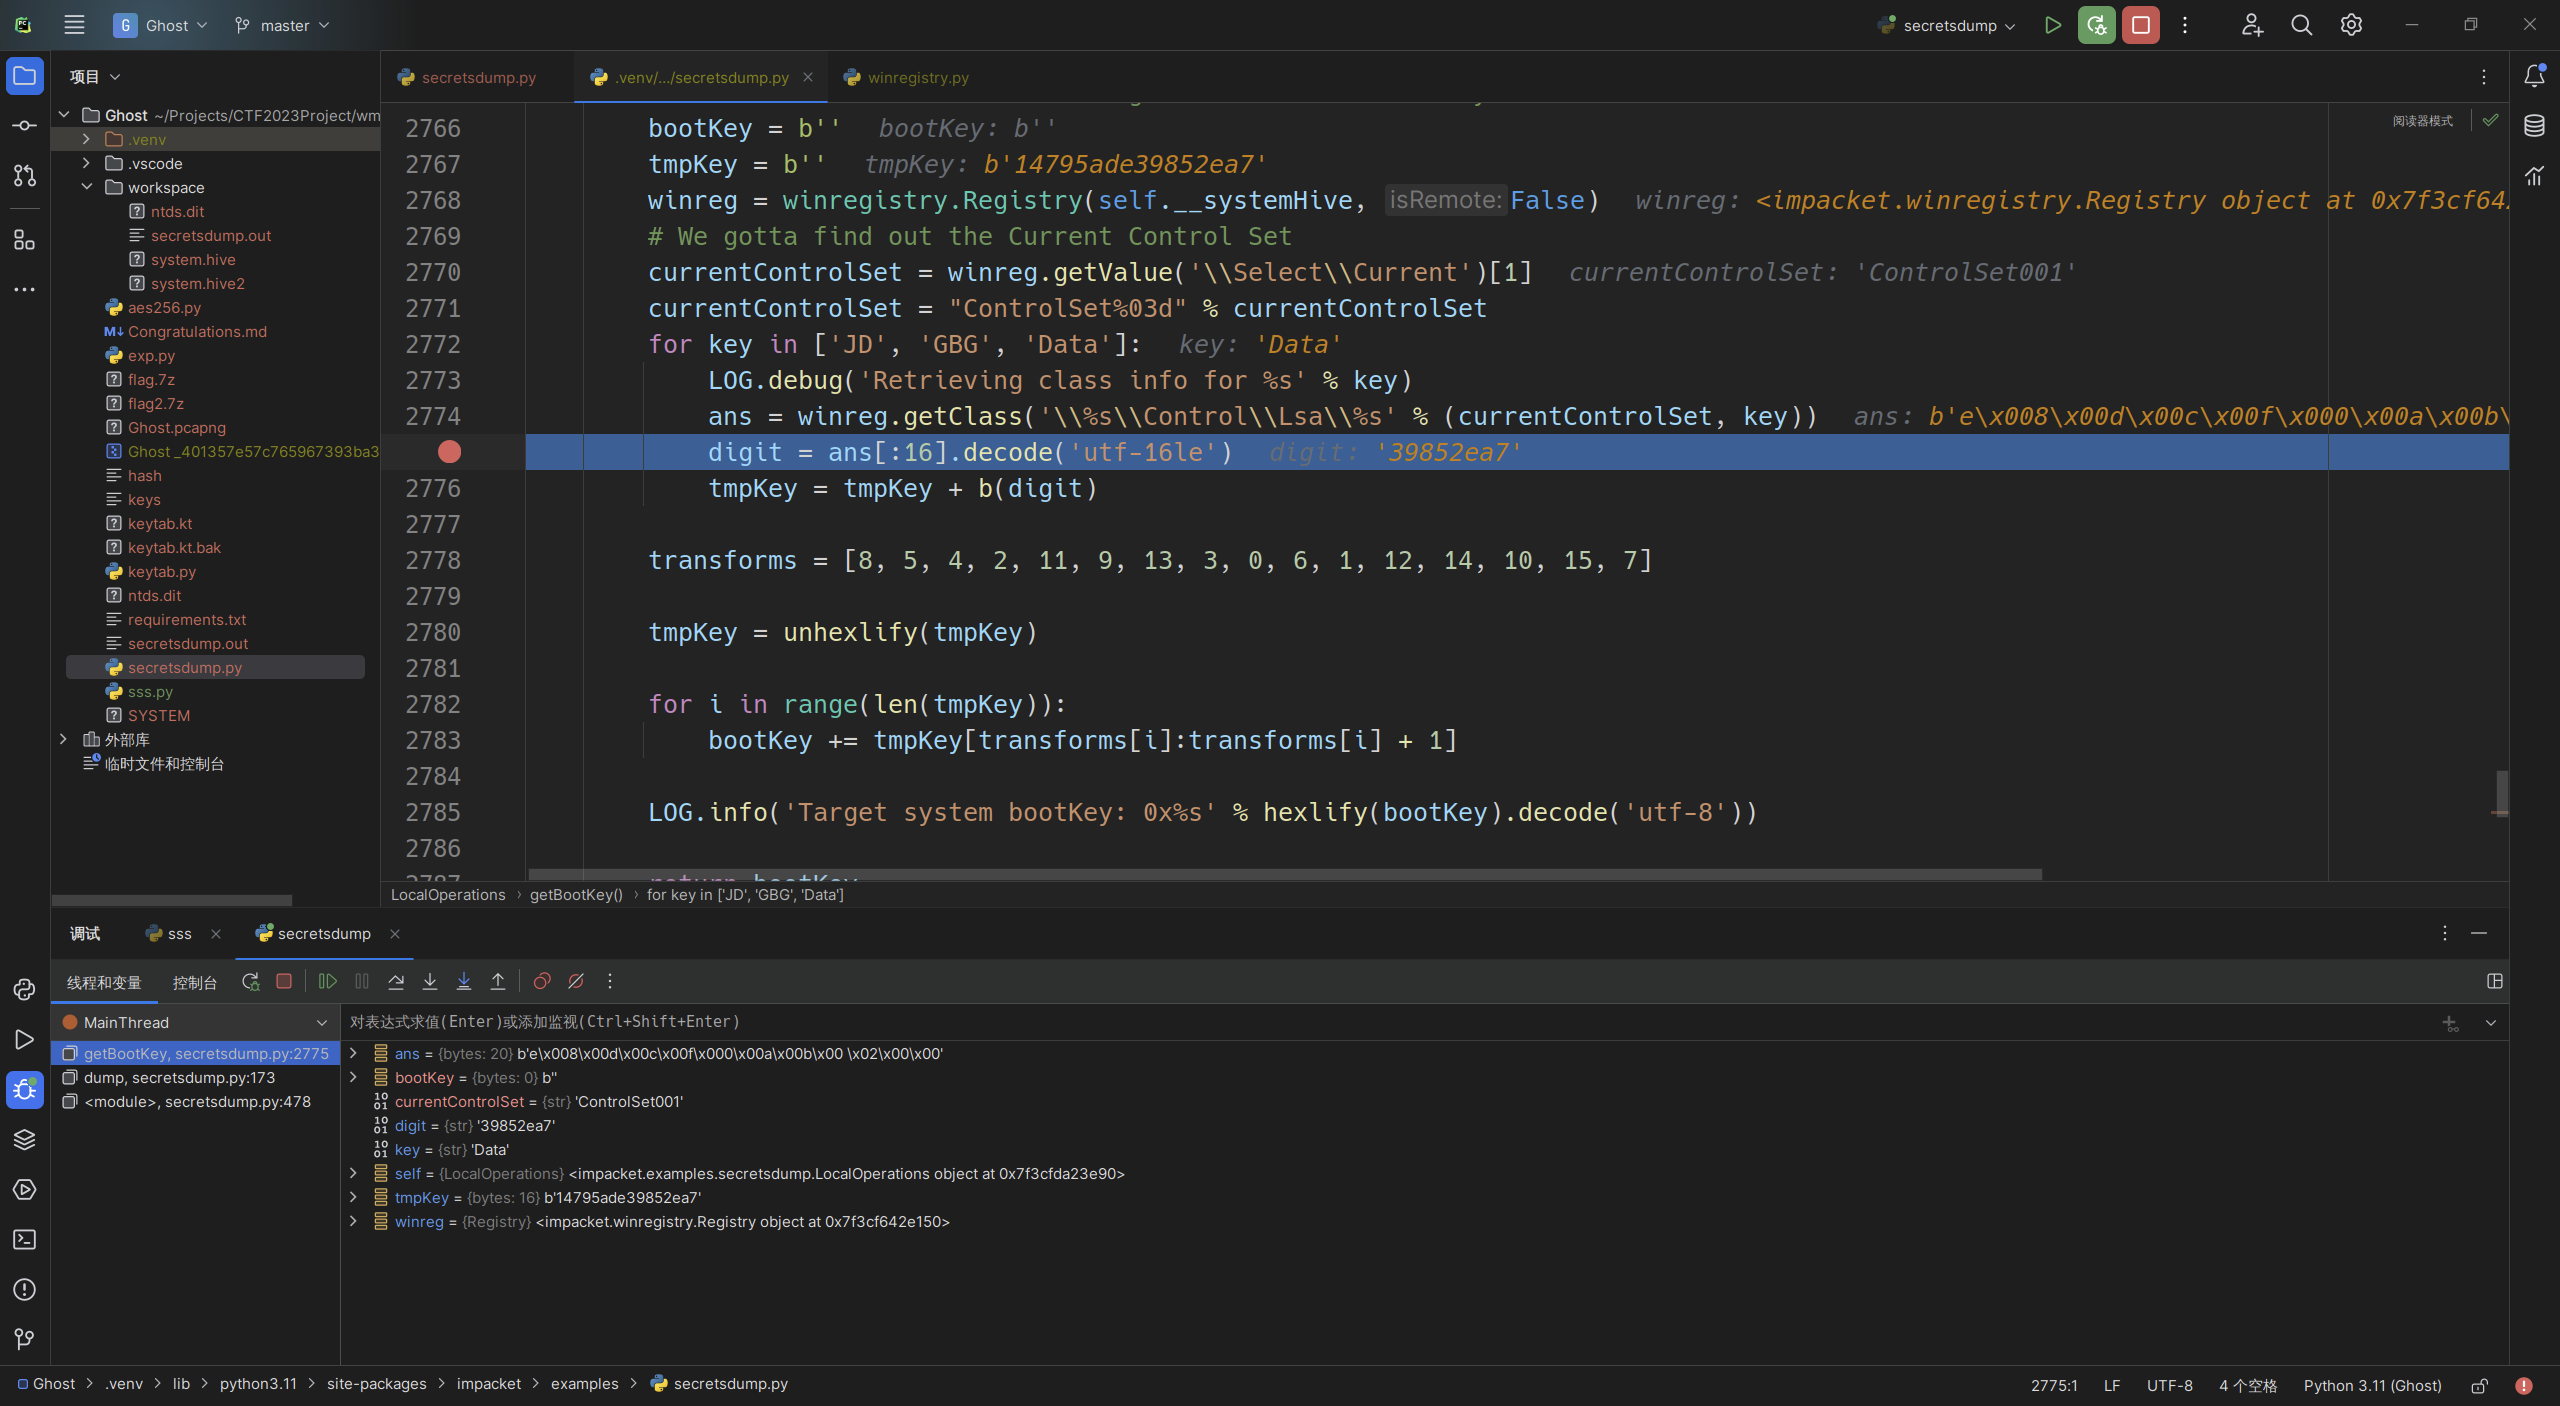 G Ghost master secretsdump
项目
secretsdump.py .venv/.../secretsdump.py winregistry.py
Ghost ~/Projects/CTF2023Project/wm
.venv
.vscode
workspace
ntds.dit
secretsdump.out
system.hive
system.hive2
aes256.py
M↓ Congratulations.md
exp.py
flag.7z
flag2.7z
Ghost.pcapng
Ghost_401357e57c765967393ba3
hash
keys
keytab.kt
keytab.kt.bak
keytab.py
ntds.dit
requirements.txt
secretsdump.out
secretsdump.py
sss.py
SYSTEM
外部库
临时文件和控制台
阅读器模式
2766 bootKey = b'' bootKey: b''
2767 tmpKey = b'' tmpKey: b'14795ade39852ea7'
2768 winreg = winregistry.Registry(self.__systemHive, isRemote: False) winreg: <impacket.winregistry.Registry object at 0x7f3cf642
2769 # We gotta find out the Current Control Set
2770 currentControlSet = winreg.getValue('\\Select\\Current')[1] currentControlSet: 'ControlSet001'
2771 currentControlSet = "ControlSet%03d" % currentControlSet
2772 for key in ['JD', 'GBG', 'Data']: key: 'Data'
2773 LOG.debug('Retrieving class info for %s' % key)
2774 ans = winreg.getClass('\\%s\\Control\\Lsa\\%s' % (currentControlSet, key)) ans: b'e\x008\x00d\x00c\x00f\x000\x00a\x00b\
digit = ans[:16].decode('utf-16le') digit: '39852ea7'
2776 tmpKey = tmpKey + b(digit)
2777
2778 transforms = [8, 5, 4, 2, 11, 9, 13, 3, 0, 6, 1, 12, 14, 10, 15, 7]
2779
2780 tmpKey = unhexlify(tmpKey)
2781
2782 for i in range(len(tmpKey)):
2783 bootKey += tmpKey[transforms[i]:transforms[i] + 1]
2784
2785 LOG.info('Target system bootKey: 0x%s' % hexlify(bootKey).decode('utf-8'))
2786
2787 return bootKey
LocalOperations › getBootKey() › for key in ['JD', 'GBG', 'Data']
调试 sss secretsdump
线程和变量 控制台
MainThread
getBootKey, secretsdump.py:2775
dump, secretsdump.py:173
<module>, secretsdump.py:478
对表达式求值(Enter)或添加监视(Ctrl+Shift+Enter)
ans = {bytes: 20} b'e\x008\x00d\x00c\x00f\x000\x00a\x00b\x00 \x02\x00\x00'
bootKey = {bytes: 0} b''
currentControlSet = {str} 'ControlSet001'
digit = {str} '39852ea7'
key = {str} 'Data'
self = {LocalOperations} <impacket.examples.secretsdump.LocalOperations object at 0x7f3cfda23e90>
tmpKey = {bytes: 16} b'14795ade39852ea7'
winreg = {Registry} <impacket.winregistry.Registry object at 0x7f3cf642e150>
Ghost > .venv > lib > python3.11 > site-packages > impacket > examples > secretsdump.py
2775:1 LF UTF-8 4 个空格 Python 3.11 (Ghost)